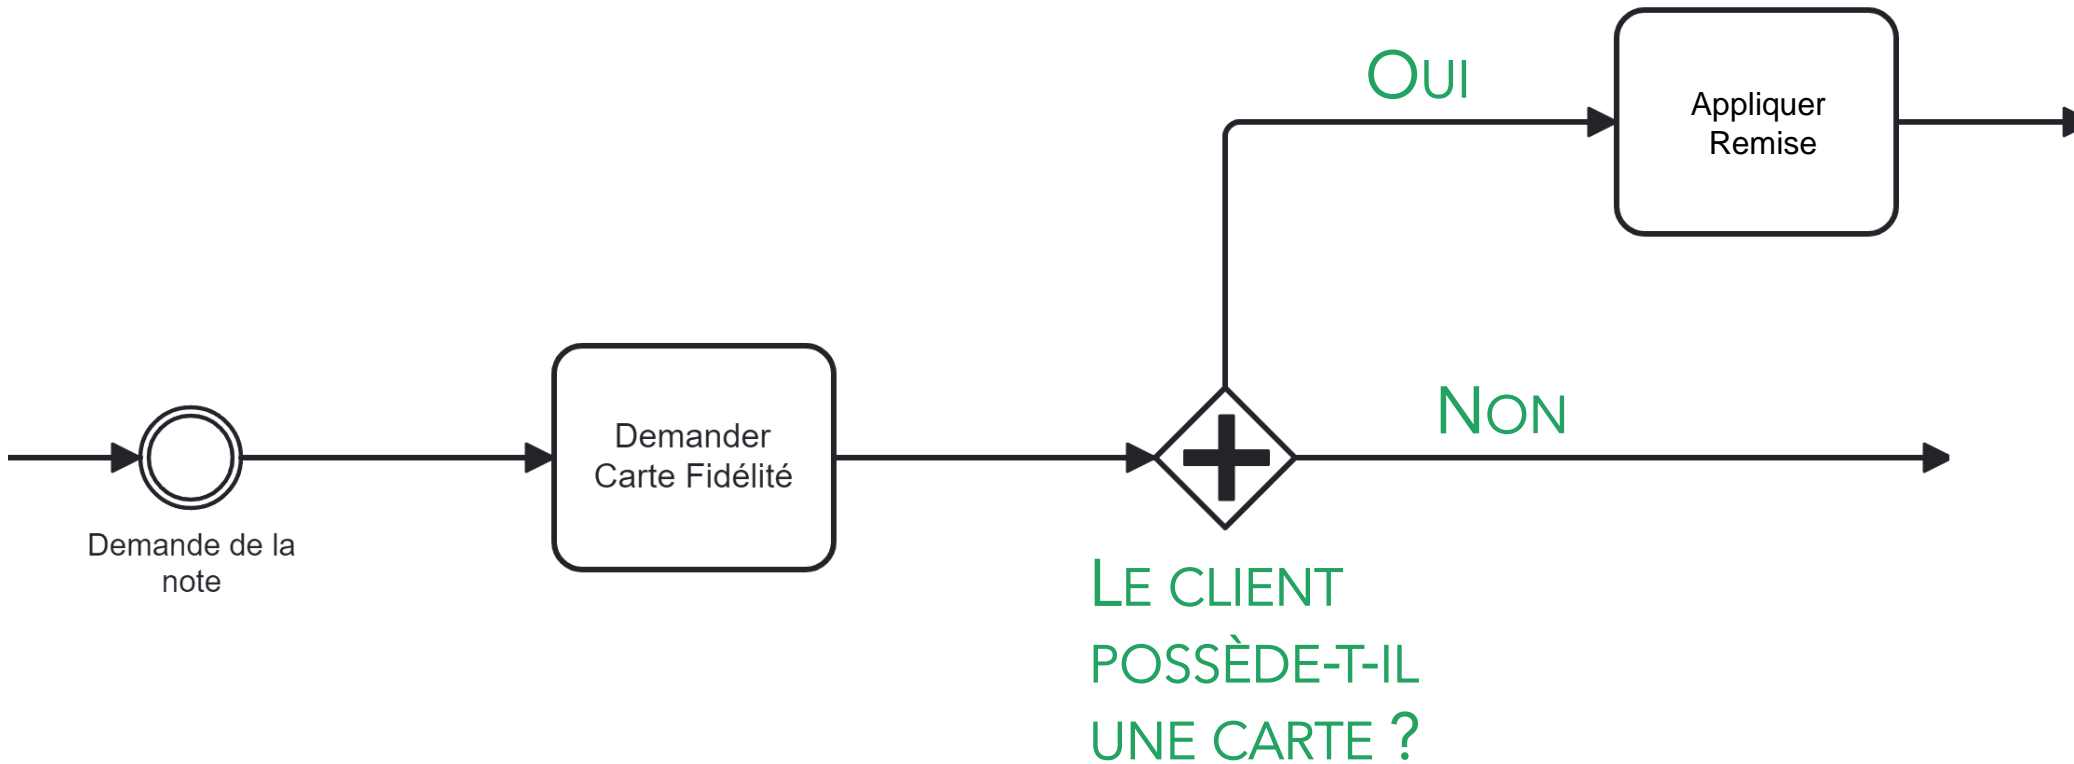 OUI
Appliquer
Remise
NON
Demander
Carte Fidélité
Demande de la
note
LE CLIENT
POSSÈDE-T-IL
UNE CARTE ?